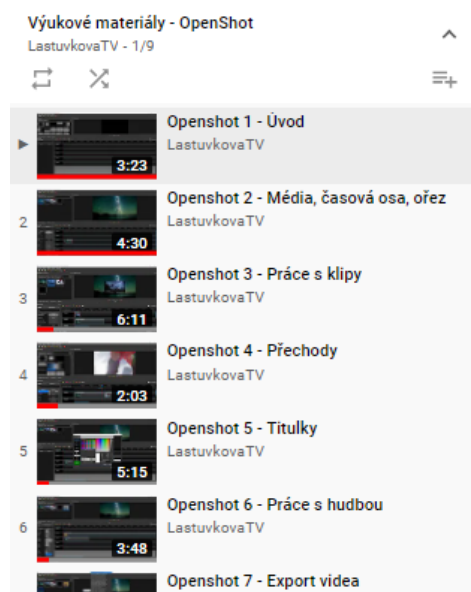 Výukové materiály - OpenShot
LastuvkovaTV - 1/9
Openshot 1 - Úvod
LastuvkovaTV
3:23
2
Openshot 2 - Média, časová osa, ořez
LastuvkovaTV
4:30
3
Openshot 3 - Práce s klipy
LastuvkovaTV
6:11
4
Openshot 4 - Přechody
LastuvkovaTV
2:03
5
Openshot 5 - Titulky
LastuvkovaTV
5:15
6
Openshot 6 - Práce s hudbou
LastuvkovaTV
3:48
Openshot 7 - Export videa